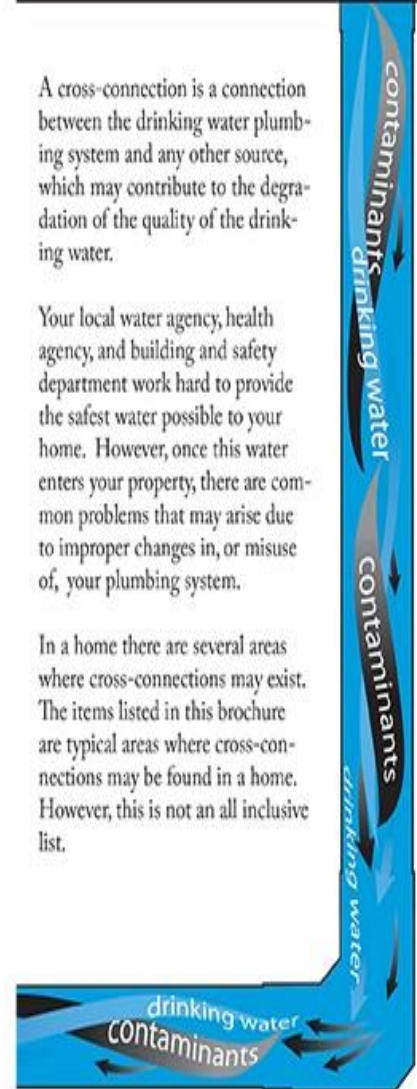 A cross-connection is a connection
between the drinking water plumb-
ing system and any other source,
which may contribute to the degra-
dation of the quality of the drink-
ing water.
Your local water agency, health
agency, and building and safety
department work hard to provide
the safest water possible to your
home. However, once this water
enters your property, there are com-
mon problems that may arise due
to improper changes in, or misuse
of, your plumbing system.
In a home there are several areas
where cross-connections may exist.
The items listed in this brochure
are typical areas where cross-con-
nections may be found in a home.
However, this is not an all inclusive
list.
contaminants
drinking water
contaminants
drinking water
drinking water
contaminants